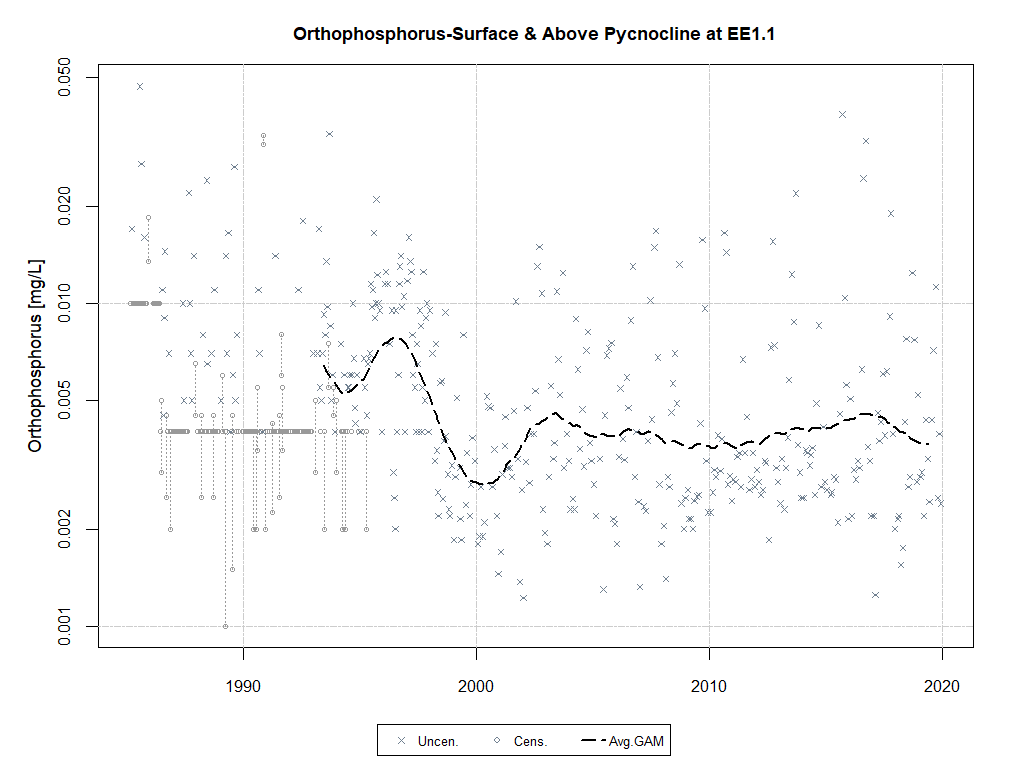 Orthophosphorus-Surface & Above Pycnocline at EE1.1
Orthophosphorus [mg/L]
0.050
0.020
0.010
0.005
0.002
0.001
1990
2000
2010
2020
Uncen.
Cens.
Avg.GAM